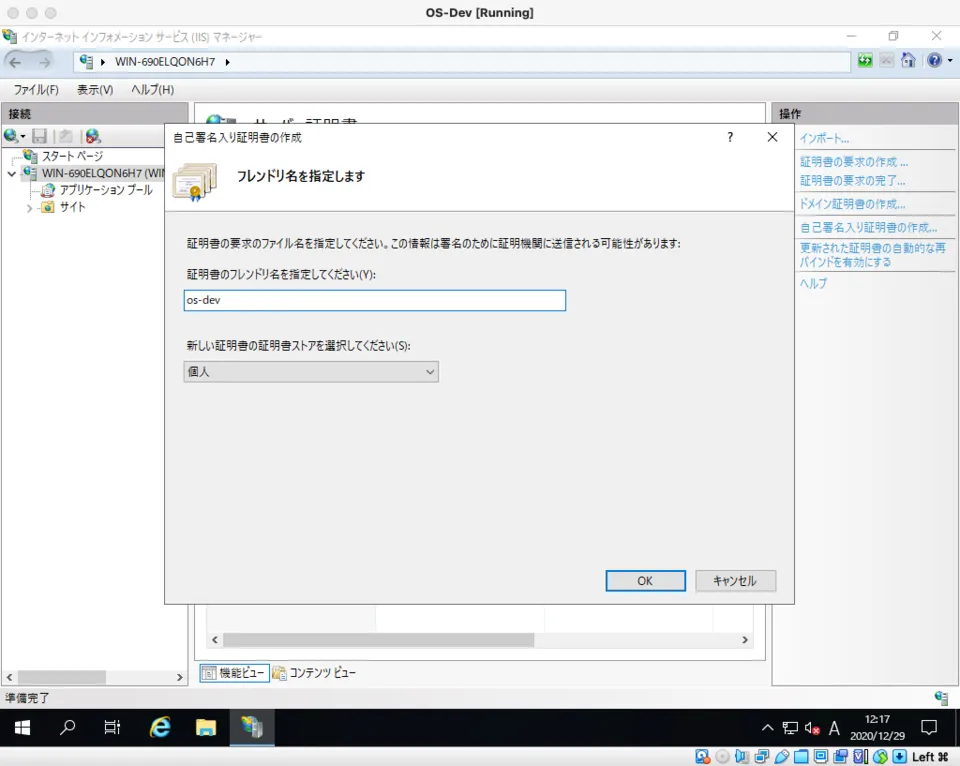 OS-Dev [Running]
インターネット インフォメーション サービス (IIS) マネージャー
WIN-690ELQON6H7
ファイル(F) 表示(V) ヘルプ(H)
接続
スタート ページ
WIN-690ELQON6H7 (WIN
アプリケーション プール
サイト
サーバー証明書
自己署名入り証明書の作成
?
フレンドリ名を指定します
証明書の要求のファイル名を指定してください。この情報は署名のために証明機関に送信される可能性があります:
証明書のフレンドリ名を指定してください(Y):
os-dev
新しい証明書の証明書ストアを選択してください(S):
個人
OK キャンセル
操作
インポート...
証明書の要求の作成 ...
証明書の要求の完了...
ドメイン証明書の作成...
自己署名入り証明書の作成...
更新された証明書の自動的な再
バインドを有効にする
ヘルプ
機能ビュー コンテンツ ビュー
準備完了
A
12:17
2020/12/29
Left ⌘